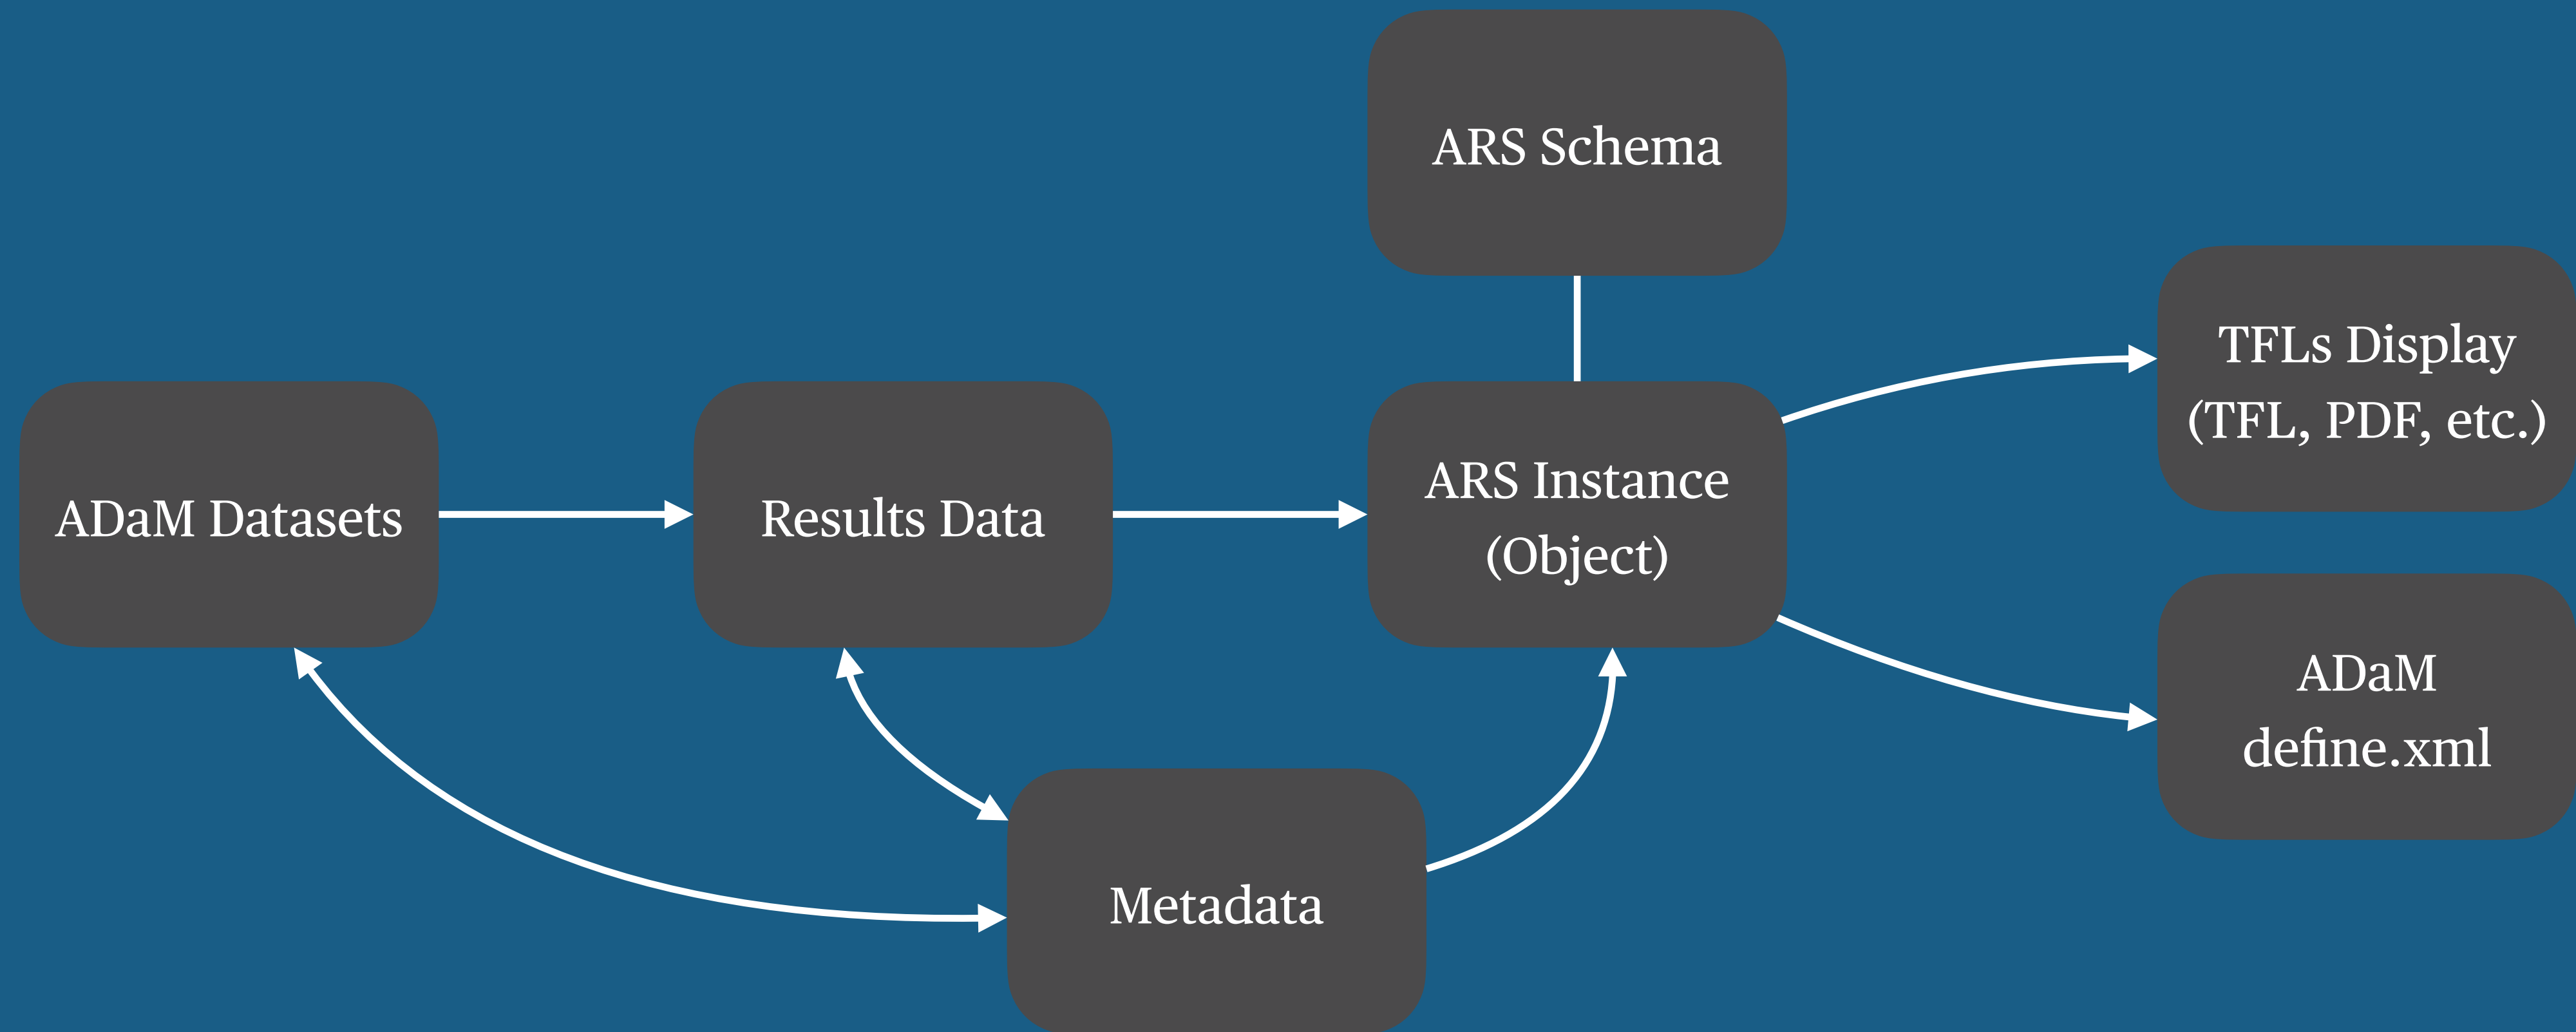 ARS Schema
ADaM Datasets
Results Data
ARS Instance
(Object)
TFLs Display
(TFL, PDF, etc.)
ADaM
define.xml
Metadata